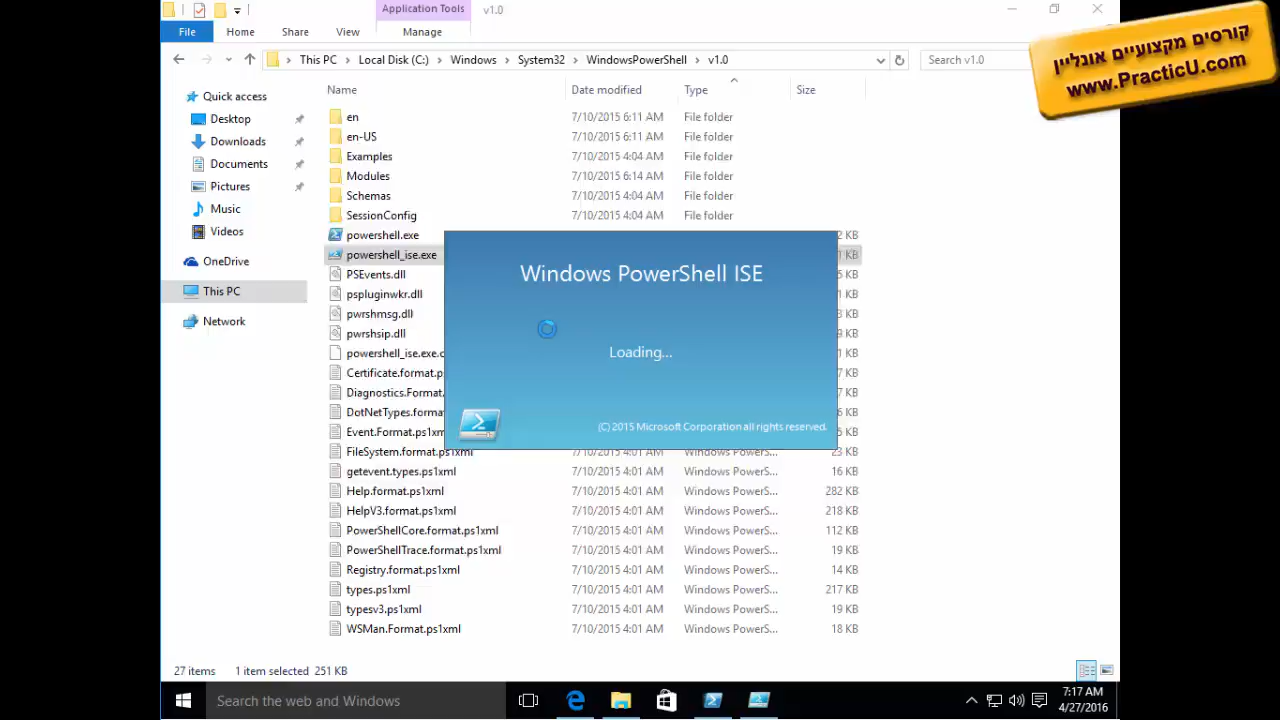 Application Tools
v1.0
File
Home
Share
View
Manage
This PC
Local Disk (C:)
Windows
System32
WindowsPowerShell
v1.0
Search v1.0
קורסים מקצועיים אונליין
www.PracticU.com
Name
Date modified
Type
Size
Quick access
Desktop
Downloads
Documents
Pictures
Music
Videos
OneDrive
This PC
Network
en 7/10/2015 6:11 AM File folder
en-US 7/10/2015 6:11 AM File folder
Examples 7/10/2015 4:04 AM File folder
Modules 7/10/2015 6:14 AM File folder
Schemas 7/10/2015 4:04 AM File folder
SessionConfig 7/10/2015 4:04 AM File folder
powershell.exe KB
powershell_ise.exe KB
PSEvents.dll KB
pspluginwkr.dll KB
pwrshmsg.dll KB
pwrshsip.dll KB
powershell_ise.exe.c KB
Certificate.format.p KB
Diagnostics.Format. KB
DotNetTypes.forma KB
Event.Format.ps1xm KB
FileSystem.format.ps1xml 7/10/2015 4:01 AM Windows PowerS... 23 KB
getevent.types.ps1xml 7/10/2015 4:01 AM Windows PowerS... 16 KB
Help.format.ps1xml 7/10/2015 4:01 AM Windows PowerS... 282 KB
HelpV3.format.ps1xml 7/10/2015 4:01 AM Windows PowerS... 218 KB
PowerShellCore.format.ps1xml 7/10/2015 4:01 AM Windows PowerS... 112 KB
PowerShellTrace.format.ps1xml 7/10/2015 4:01 AM Windows PowerS... 19 KB
Registry.format.ps1xml 7/10/2015 4:01 AM Windows PowerS... 14 KB
types.ps1xml 7/10/2015 4:01 AM Windows PowerS... 217 KB
typesv3.ps1xml 7/10/2015 4:01 AM Windows PowerS... 19 KB
WSMan.Format.ps1xml 7/10/2015 4:01 AM Windows PowerS... 18 KB
Windows PowerShell ISE
Loading...
(C) 2015 Microsoft Corporation all rights reserved.
27 items
1 item selected 251 KB
Search the web and Windows
7:17 AM
4/27/2016